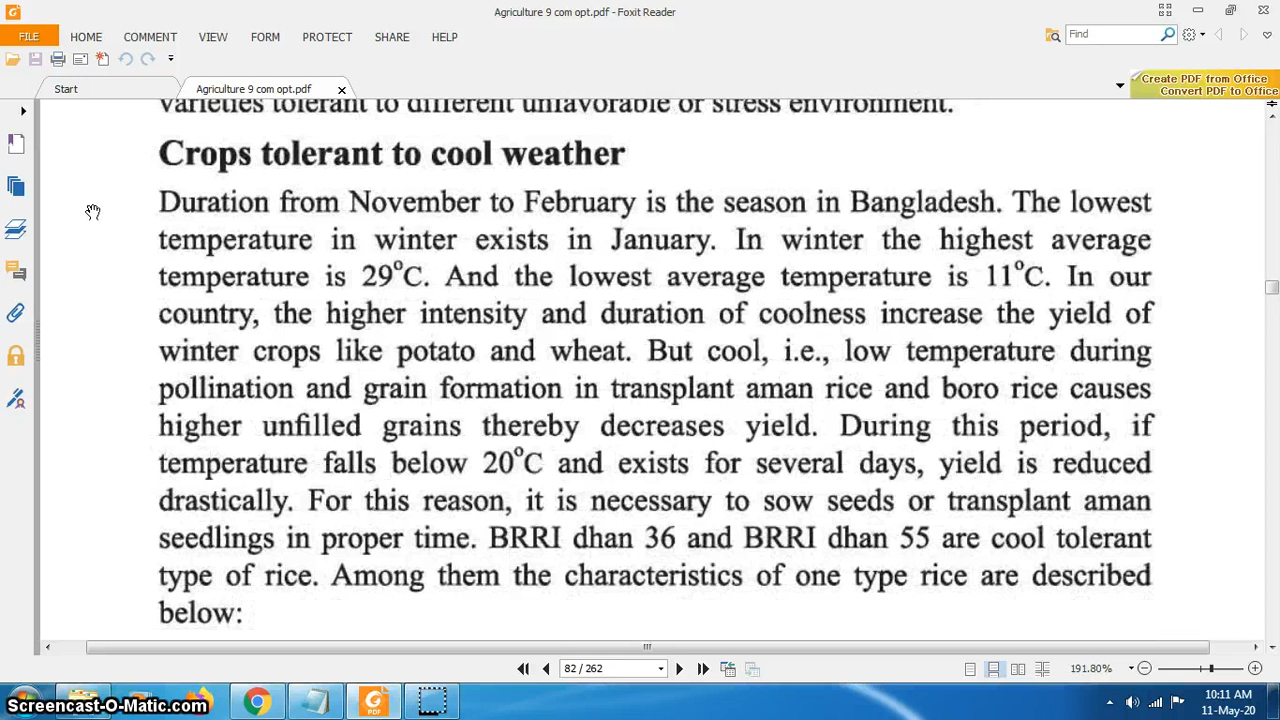 Agriculture 9 com opt.pdf - Foxit Reader
FILE HOME COMMENT VIEW FORM PROTECT SHARE HELP
Find
Start
Agriculture 9 com opt.pdf
Create PDF from Office
Convert PDF to Office
varieties tolerant to different unfavorable or stress environment.
Crops tolerant to cool weather
Duration from November to February is the season in Bangladesh. The lowest
temperature in winter exists in January. In winter the highest average
temperature is 29°C. And the lowest average temperature is 11°C. In our
country, the higher intensity and duration of coolness increase the yield of
winter crops like potato and wheat. But cool, i.e., low temperature during
pollination and grain formation in transplant aman rice and boro rice causes
higher unfilled grains thereby decreases yield. During this period, if
temperature falls below 20°C and exists for several days, yield is reduced
drastically. For this reason, it is necessary to sow seeds or transplant aman
seedlings in proper time. BRRI dhan 36 and BRRI dhan 55 are cool tolerant
type of rice. Among them the characteristics of one type rice are described
below:
82 / 262
191.80%
Screencast-O-Matic.com
PDF
10:11 AM
11-May-20